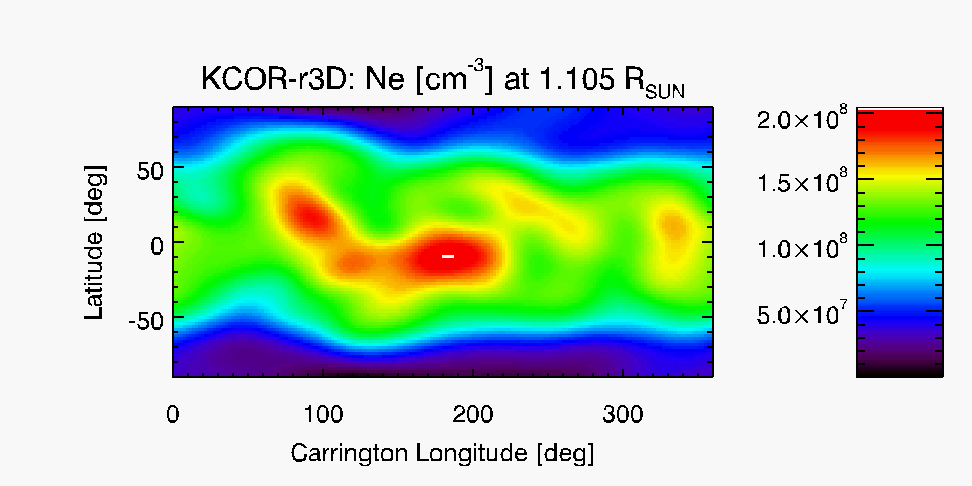 KCOR-r3D: Ne [cm⁻³] at 1.105 R_SUN
2.0×10⁸
1.5×10⁸
1.0×10⁸
5.0×10⁷
50
0
-50
Latitude [deg]
0 100 200 300
Carrington Longitude [deg]